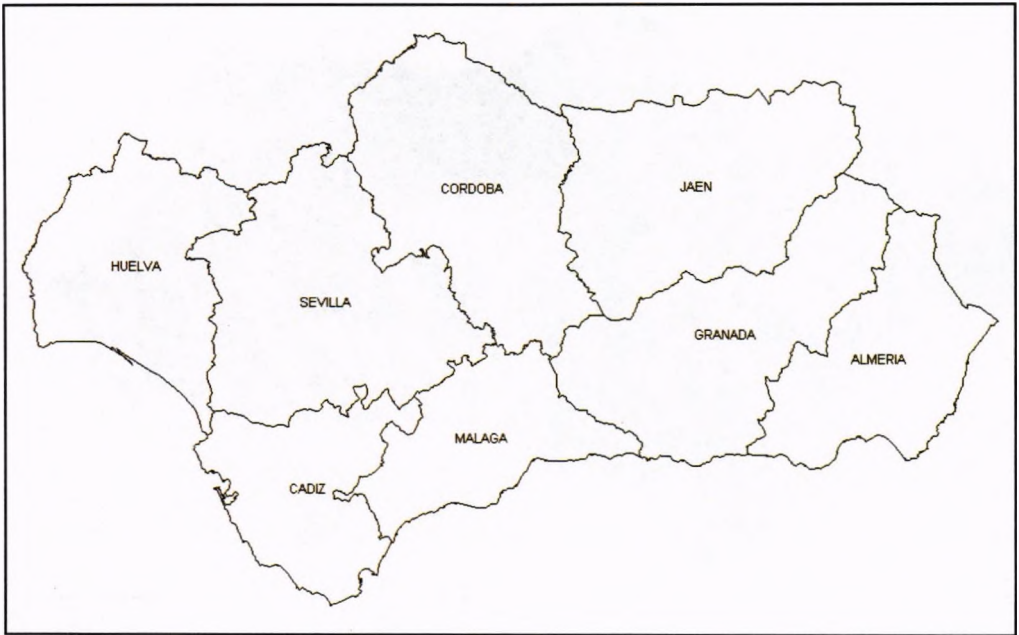 CORDOBA
JAEN
HUELVA
SEVILLA
GRANADA
ALMERIA
MALAGA
CADIZ